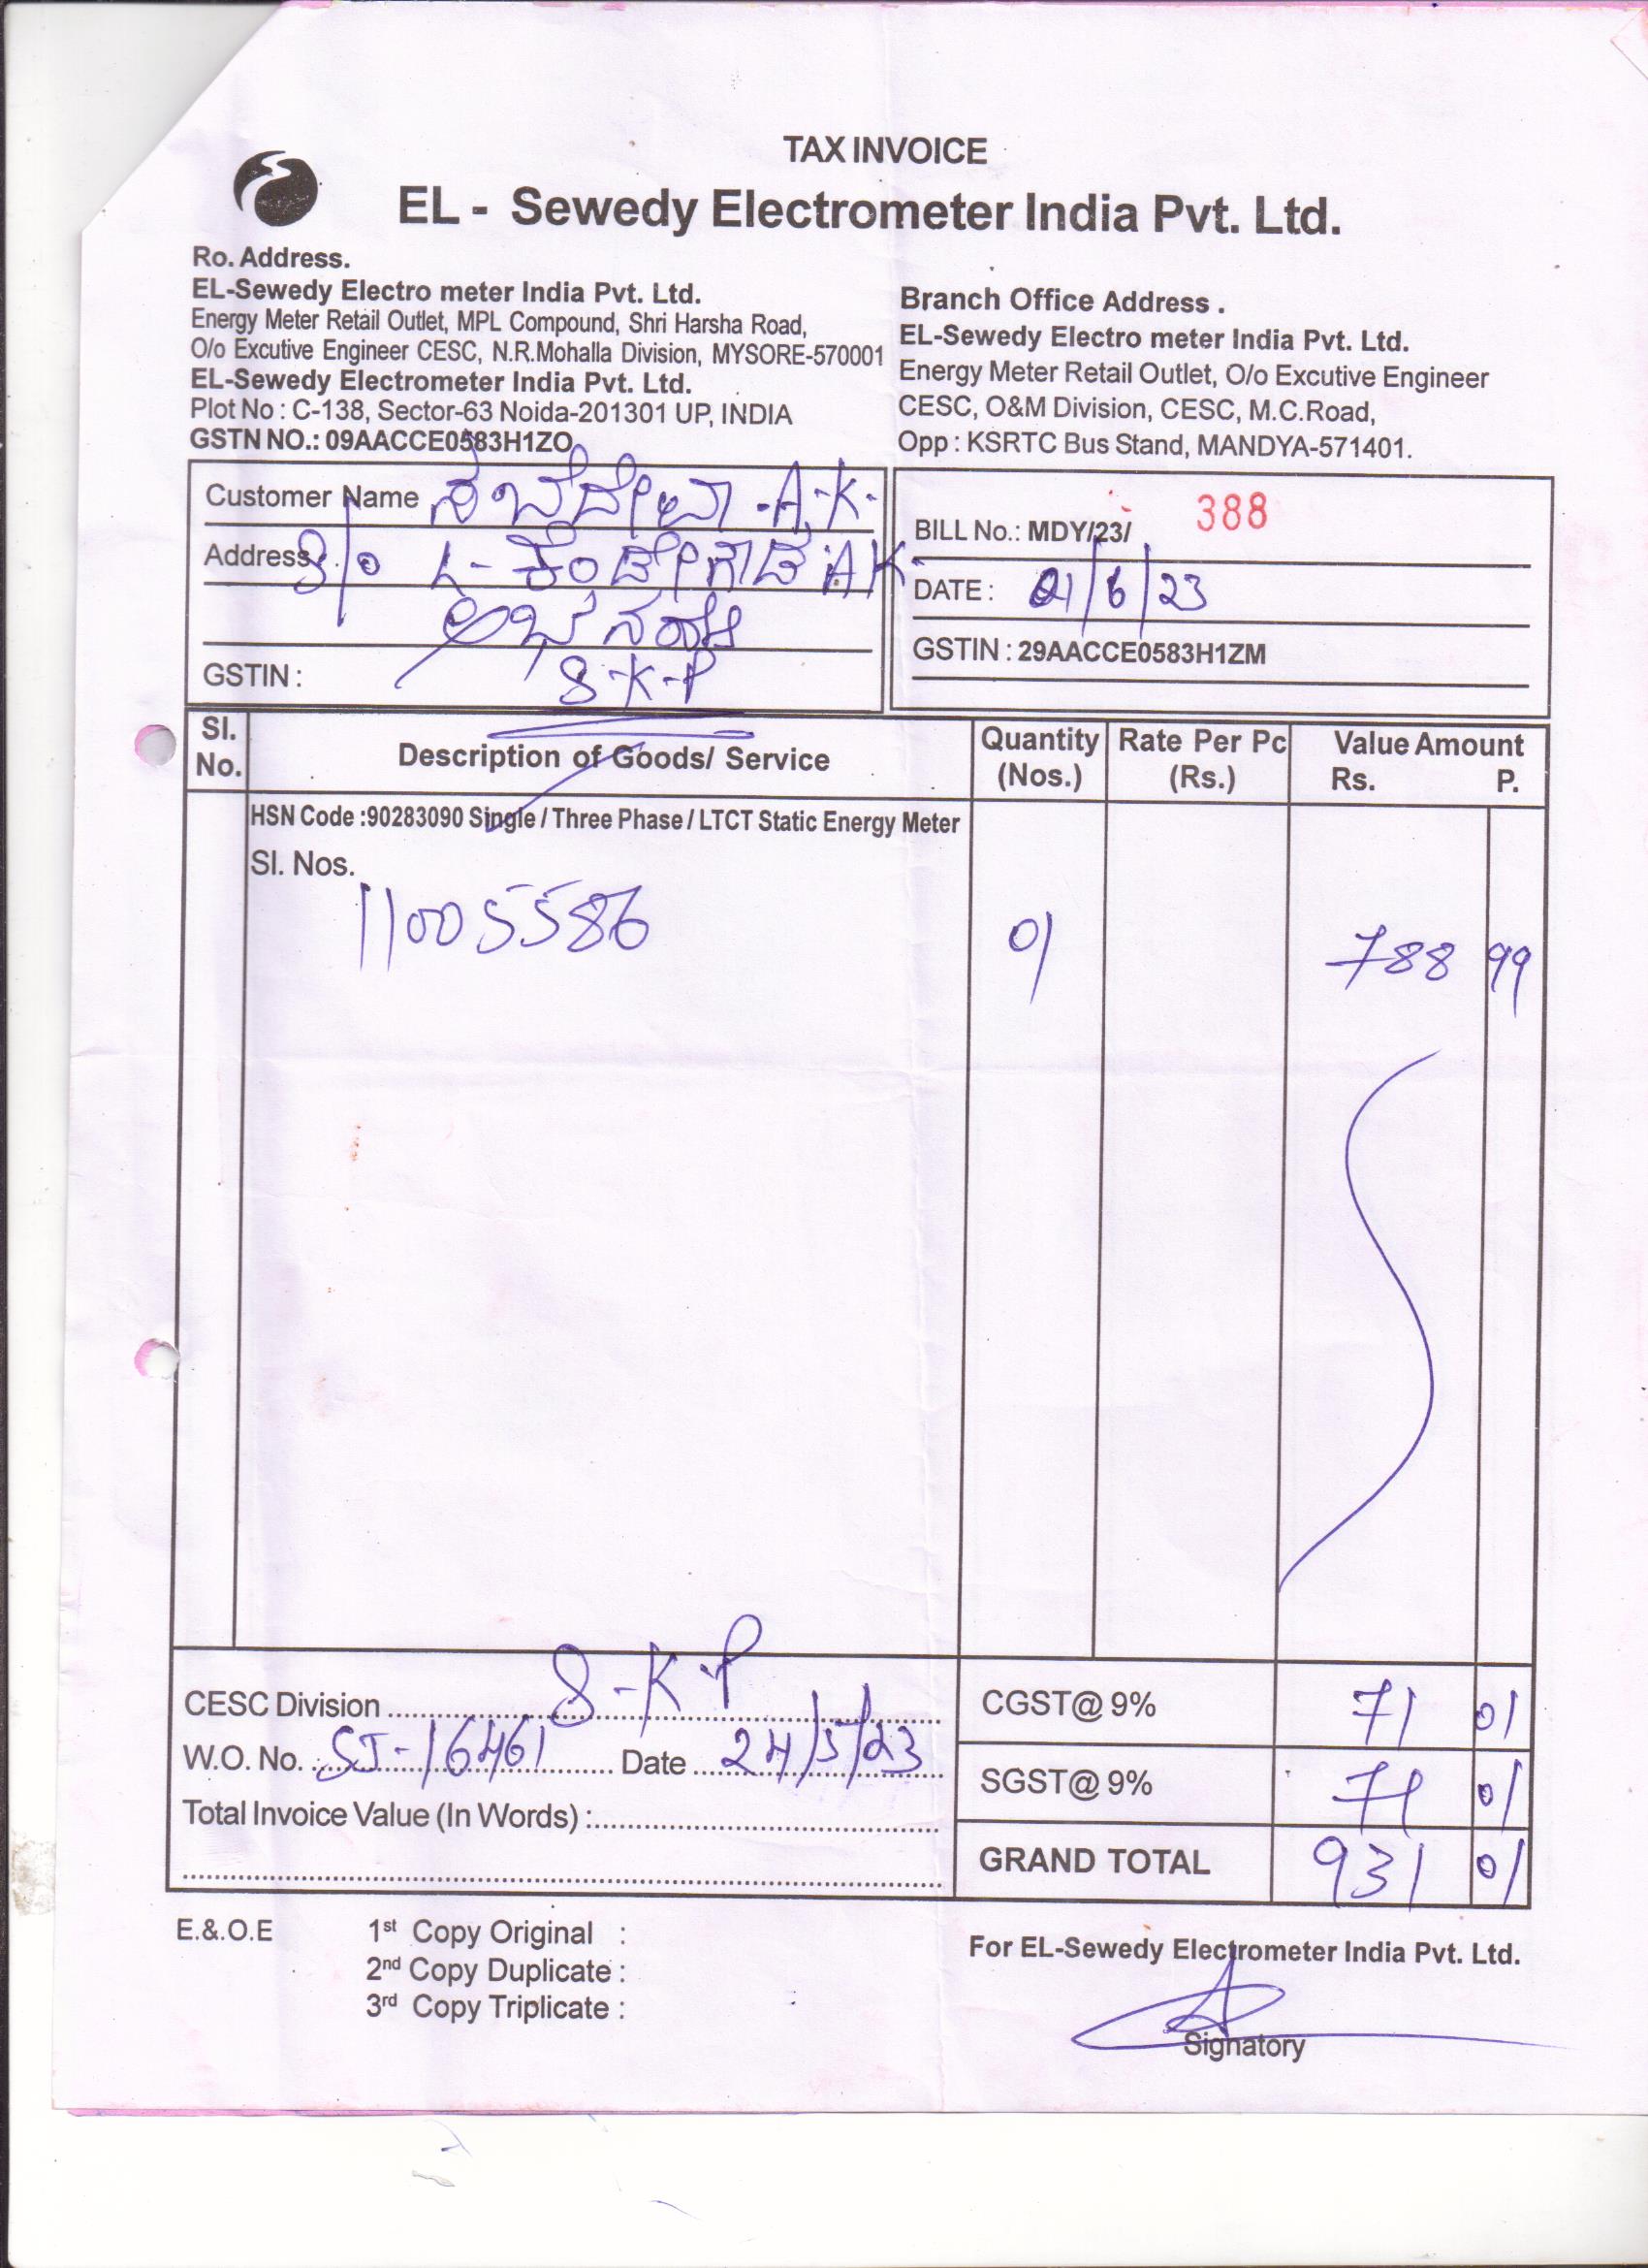 TAX INVOICE
EL - Sewedy Electrometer India Pvt. Ltd.
Ro. Address.
EL-Sewedy Electro meter India Pvt. Ltd.
Energy Meter Retail Outlet, MPL Compound, Shri Harsha Road,
O/o Excutive Engineer CESC, N.R.Mohalla Division, MYSORE-570001
EL-Sewedy Electrometer India Pvt. Ltd.
Plot No : C-138, Sector-63 Noida-201301 UP, INDIA
GSTN NO.: 09AACCE0583H1ZO
Branch Office Address .
EL-Sewedy Electro meter India Pvt. Ltd.
Energy Meter Retail Outlet, O/o Excutive Engineer
CESC, O&M Division, CESC, M.C.Road,
Opp : KSRTC Bus Stand, MANDYA-571401.
Customer Name -A.-K-
Address S/o L- AK
GSTIN : S-K-P
BILL No.: MDY/23/ 388
DATE : 01/6/23
GSTIN : 29AACCE0583H1ZM
Sl. No. Description of Goods/ Service Quantity (Nos.) Rate Per Pc (Rs.) Value Amount Rs. P.
HSN Code :90283090 Single / Three Phase / LTCT Static Energy Meter
Sl. Nos.
110055586 01 788 99
CESC Division S-K-P
W.O. No. SJ-16461 Date 24/5/23
Total Invoice Value (In Words) :
CGST@ 9% 71 01
SGST@ 9% 71 01
GRAND TOTAL 931 01
E.&.O.E 1st Copy Original :
2nd Copy Duplicate :
3rd Copy Triplicate :
For EL-Sewedy Electrometer India Pvt. Ltd.
Signatory